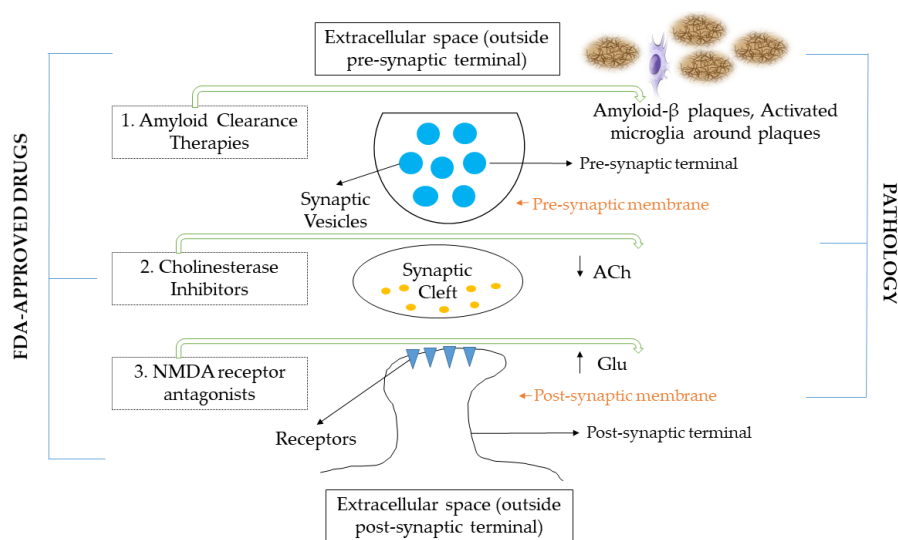 Extracellular space (outside
pre-synaptic terminal)
FDA-APPROVED DRUGS
PATHOLOGY
1. Amyloid Clearance
Therapies
Amyloid-β plaques, Activated
microglia around plaques
Pre-synaptic terminal
Synaptic
Vesicles
Pre-synaptic membrane
2. Cholinesterase
Inhibitors
Synaptic
Cleft
↓ ACh
3. NMDA receptor
antagonists
↑ Glu
Post-synaptic membrane
Receptors
Post-synaptic terminal
Extracellular space (outside
post-synaptic terminal)